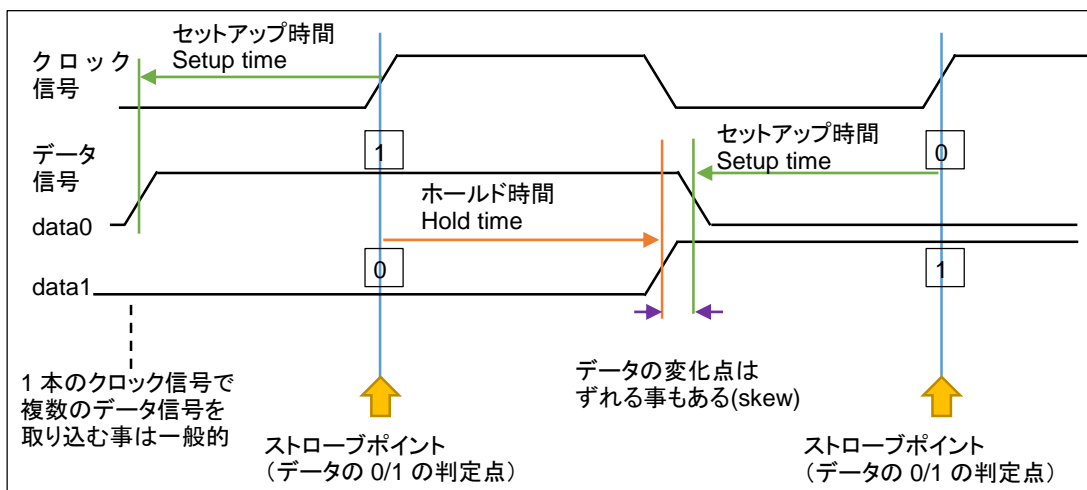 セットアップ時間
Setup time
クロック
信号
データ
信号
1
セットアップ時間
Setup time
0
ホールド時間
Hold time
data0
0
1
data1
1 本のクロック信号で
複数のデータ信号を
取り込む事は一般的
データの変化点は
ずれる事もある(skew)
ストローブポイント
(データの 0/1 の判定点)
ストローブポイント
(データの 0/1 の判定点)